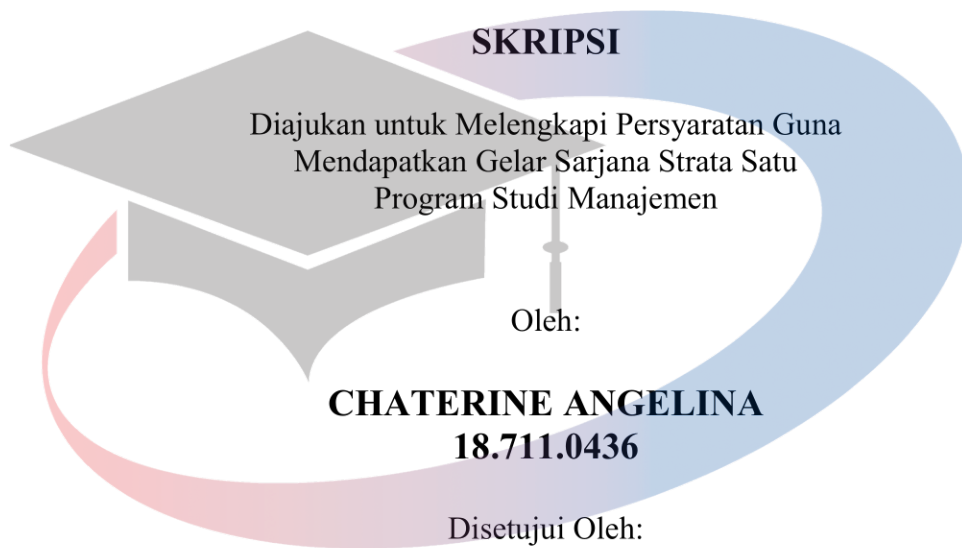 SKRIPSI
Diajukan untuk Melengkapi Persyaratan Guna
Mendapatkan Gelar Sarjana Strata Satu
Program Studi Manajemen
Oleh:
CHATERINE ANGELINA
18.711.0436
Disetujui Oleh: